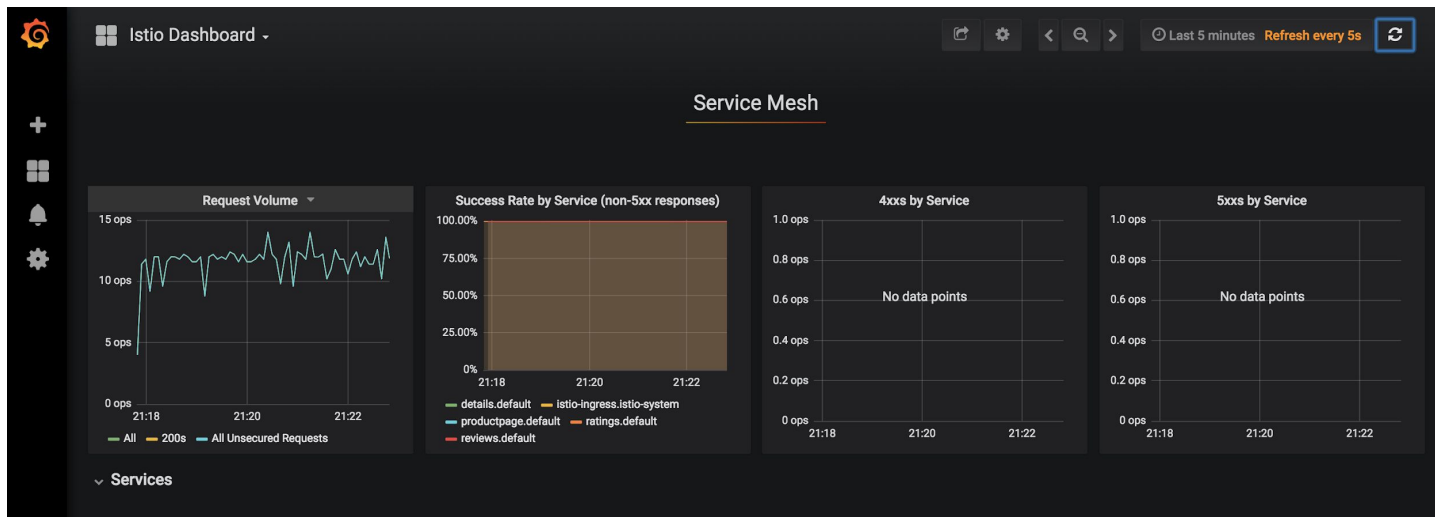 Istio Dashboard
Last 5 minutes Refresh every 5s
Service Mesh
Request Volume
15 ops
10 ops
5 ops
0 ops
21:18 21:20 21:22
All 200s All Unsecured Requests
Success Rate by Service (non-5xx responses)
100.00%
75.00%
50.00%
25.00%
0%
21:18 21:20 21:22
details.default istio-ingress.istio-system
productpage.default ratings.default
reviews.default
4xxs by Service
1.0 ops
0.8 ops
0.6 ops
No data points
0.4 ops
0.2 ops
0 ops
21:18 21:20 21:22
5xxs by Service
1.0 ops
0.8 ops
0.6 ops
No data points
0.4 ops
0.2 ops
0 ops
21:18 21:20 21:22
Services